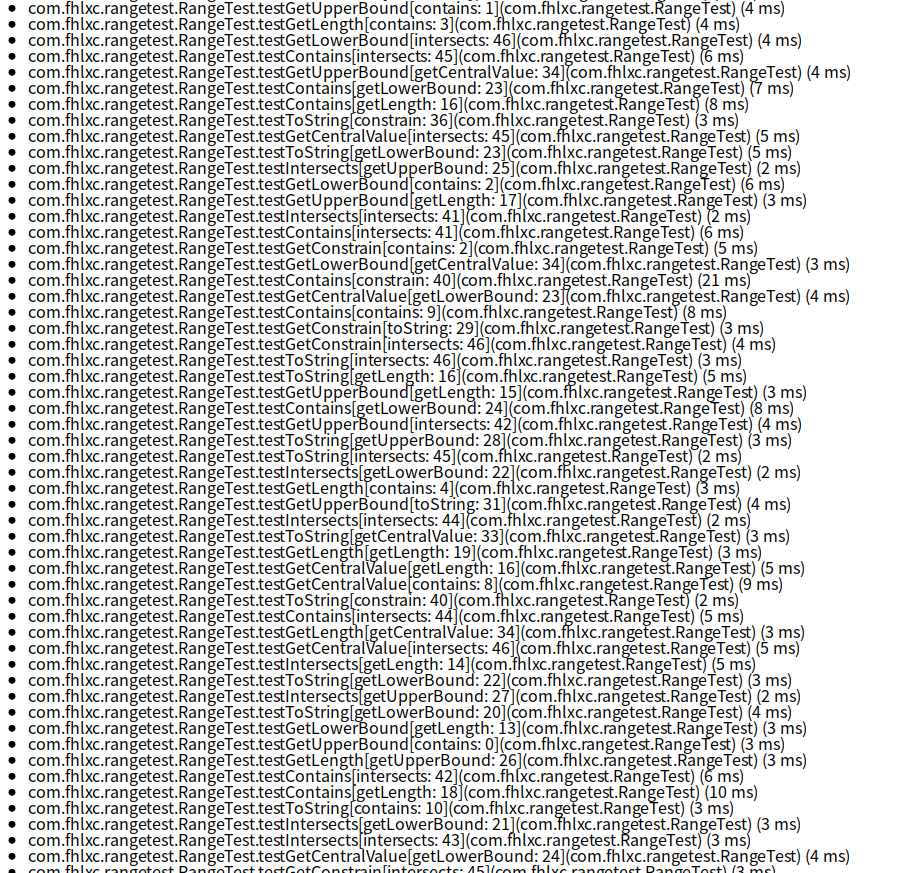 com.fhlxc.rangetest.RangeTest.testGetUpperBound[contains: 1](com.fhlxc.rangetest.RangeTest) (4 ms)
com.fhlxc.rangetest.RangeTest.testGetLength[contains: 3](com.fhlxc.rangetest.RangeTest) (4 ms)
com.fhlxc.rangetest.RangeTest.testGetLowerBound[intersects: 46](com.fhlxc.rangetest.RangeTest) (4 ms)
com.fhlxc.rangetest.RangeTest.testContains[intersects: 45](com.fhlxc.rangetest.RangeTest) (6 ms)
com.fhlxc.rangetest.RangeTest.testGetUpperBound[getCentralValue: 34](com.fhlxc.rangetest.RangeTest) (4 ms)
com.fhlxc.rangetest.RangeTest.testContains[getLowerBound: 23](com.fhlxc.rangetest.RangeTest) (7 ms)
com.fhlxc.rangetest.RangeTest.testContains[getLength: 16](com.fhlxc.rangetest.RangeTest) (8 ms)
com.fhlxc.rangetest.RangeTest.testToString[constrain: 36](com.fhlxc.rangetest.RangeTest) (3 ms)
com.fhlxc.rangetest.RangeTest.testGetCentralValue[intersects: 45](com.fhlxc.rangetest.RangeTest) (5 ms)
com.fhlxc.rangetest.RangeTest.testToString[getLowerBound: 23](com.fhlxc.rangetest.RangeTest) (5 ms)
com.fhlxc.rangetest.RangeTest.testIntersects[getUpperBound: 25](com.fhlxc.rangetest.RangeTest) (2 ms)
com.fhlxc.rangetest.RangeTest.testGetLowerBound[contains: 2](com.fhlxc.rangetest.RangeTest) (6 ms)
com.fhlxc.rangetest.RangeTest.testGetUpperBound[getLength: 17](com.fhlxc.rangetest.RangeTest) (3 ms)
com.fhlxc.rangetest.RangeTest.testIntersects[intersects: 41](com.fhlxc.rangetest.RangeTest) (2 ms)
com.fhlxc.rangetest.RangeTest.testContains[intersects: 41](com.fhlxc.rangetest.RangeTest) (6 ms)
com.fhlxc.rangetest.RangeTest.testGetConstrain[contains: 2](com.fhlxc.rangetest.RangeTest) (5 ms)
com.fhlxc.rangetest.RangeTest.testGetLowerBound[getCentralValue: 34](com.fhlxc.rangetest.RangeTest) (3 ms)
com.fhlxc.rangetest.RangeTest.testContains[constrain: 40](com.fhlxc.rangetest.RangeTest) (21 ms)
com.fhlxc.rangetest.RangeTest.testGetCentralValue[getLowerBound: 23](com.fhlxc.rangetest.RangeTest) (4 ms)
com.fhlxc.rangetest.RangeTest.testContains[contains: 9](com.fhlxc.rangetest.RangeTest) (8 ms)
com.fhlxc.rangetest.RangeTest.testGetConstrain[toString: 29](com.fhlxc.rangetest.RangeTest) (3 ms)
com.fhlxc.rangetest.RangeTest.testGetConstrain[intersects: 46](com.fhlxc.rangetest.RangeTest) (4 ms)
com.fhlxc.rangetest.RangeTest.testToString[intersects: 46](com.fhlxc.rangetest.RangeTest) (3 ms)
com.fhlxc.rangetest.RangeTest.testToString[getLength: 16](com.fhlxc.rangetest.RangeTest) (5 ms)
com.fhlxc.rangetest.RangeTest.testGetUpperBound[getLength: 15](com.fhlxc.rangetest.RangeTest) (3 ms)
com.fhlxc.rangetest.RangeTest.testContains[getLowerBound: 24](com.fhlxc.rangetest.RangeTest) (8 ms)
com.fhlxc.rangetest.RangeTest.testGetUpperBound[intersects: 42](com.fhlxc.rangetest.RangeTest) (4 ms)
com.fhlxc.rangetest.RangeTest.testToString[getUpperBound: 28](com.fhlxc.rangetest.RangeTest) (3 ms)
com.fhlxc.rangetest.RangeTest.testToString[intersects: 45](com.fhlxc.rangetest.RangeTest) (2 ms)
com.fhlxc.rangetest.RangeTest.testIntersects[getLowerBound: 22](com.fhlxc.rangetest.RangeTest) (2 ms)
com.fhlxc.rangetest.RangeTest.testGetLength[contains: 4](com.fhlxc.rangetest.RangeTest) (3 ms)
com.fhlxc.rangetest.RangeTest.testGetUpperBound[toString: 31](com.fhlxc.rangetest.RangeTest) (4 ms)
com.fhlxc.rangetest.RangeTest.testIntersects[intersects: 44](com.fhlxc.rangetest.RangeTest) (2 ms)
com.fhlxc.rangetest.RangeTest.testToString[getCentralValue: 33](com.fhlxc.rangetest.RangeTest) (3 ms)
com.fhlxc.rangetest.RangeTest.testGetLength[getLength: 19](com.fhlxc.rangetest.RangeTest) (3 ms)
com.fhlxc.rangetest.RangeTest.testGetCentralValue[getLength: 16](com.fhlxc.rangetest.RangeTest) (5 ms)
com.fhlxc.rangetest.RangeTest.testGetCentralValue[contains: 8](com.fhlxc.rangetest.RangeTest) (9 ms)
com.fhlxc.rangetest.RangeTest.testToString[constrain: 40](com.fhlxc.rangetest.RangeTest) (2 ms)
com.fhlxc.rangetest.RangeTest.testContains[intersects: 44](com.fhlxc.rangetest.RangeTest) (5 ms)
com.fhlxc.rangetest.RangeTest.testGetLength[getCentralValue: 34](com.fhlxc.rangetest.RangeTest) (3 ms)
com.fhlxc.rangetest.RangeTest.testGetCentralValue[intersects: 46](com.fhlxc.rangetest.RangeTest) (5 ms)
com.fhlxc.rangetest.RangeTest.testIntersects[getLength: 14](com.fhlxc.rangetest.RangeTest) (5 ms)
com.fhlxc.rangetest.RangeTest.testToString[getLowerBound: 22](com.fhlxc.rangetest.RangeTest) (3 ms)
com.fhlxc.rangetest.RangeTest.testIntersects[getUpperBound: 27](com.fhlxc.rangetest.RangeTest) (2 ms)
com.fhlxc.rangetest.RangeTest.testToString[getLowerBound: 20](com.fhlxc.rangetest.RangeTest) (4 ms)
com.fhlxc.rangetest.RangeTest.testGetLowerBound[getLength: 13](com.fhlxc.rangetest.RangeTest) (3 ms)
com.fhlxc.rangetest.RangeTest.testGetUpperBound[contains: 0](com.fhlxc.rangetest.RangeTest) (3 ms)
com.fhlxc.rangetest.RangeTest.testGetLength[getUpperBound: 26](com.fhlxc.rangetest.RangeTest) (3 ms)
com.fhlxc.rangetest.RangeTest.testContains[intersects: 42](com.fhlxc.rangetest.RangeTest) (6 ms)
com.fhlxc.rangetest.RangeTest.testContains[getLength: 18](com.fhlxc.rangetest.RangeTest) (10 ms)
com.fhlxc.rangetest.RangeTest.testToString[contains: 10](com.fhlxc.rangetest.RangeTest) (3 ms)
com.fhlxc.rangetest.RangeTest.testIntersects[getLowerBound: 21](com.fhlxc.rangetest.RangeTest) (3 ms)
com.fhlxc.rangetest.RangeTest.testIntersects[intersects: 43](com.fhlxc.rangetest.RangeTest) (3 ms)
com.fhlxc.rangetest.RangeTest.testGetCentralValue[getLowerBound: 24](com.fhlxc.rangetest.RangeTest) (4 ms)
com.fhlxc.rangetest.RangeTest.testGetConstrain[intersects: 45](com.fhlxc.rangetest.RangeTest) (3 ms)